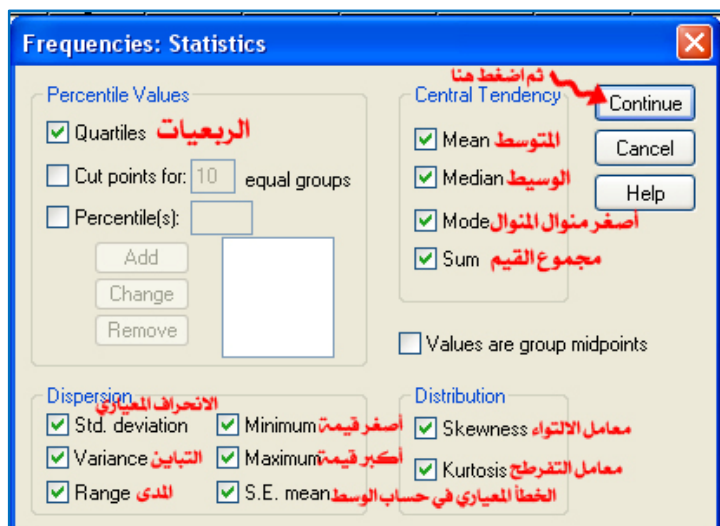 Frequencies: Statistics
ثم اضغط هنا
Percentile Values
Quartiles الربعيات
Cut points for: 10 equal groups
Percentile(s):
Add
Change
Remove
Central Tendency
Mean المتوسط
Median الوسيط
Mode أصغر منوال المنوال
Sum مجموع القيم
Continue
Cancel
Help
Values are group midpoints
Dispersion
الانحراف المعياري
Std. deviation
Variance التباين
Range المدى
Minimum أصغر قيمة
Maximum أكبر قيمة
S.E. mean الخطأ المعياري في حساب الوسط
Distribution
Skewness معامل الالتواء
Kurtosis معامل التفرطح